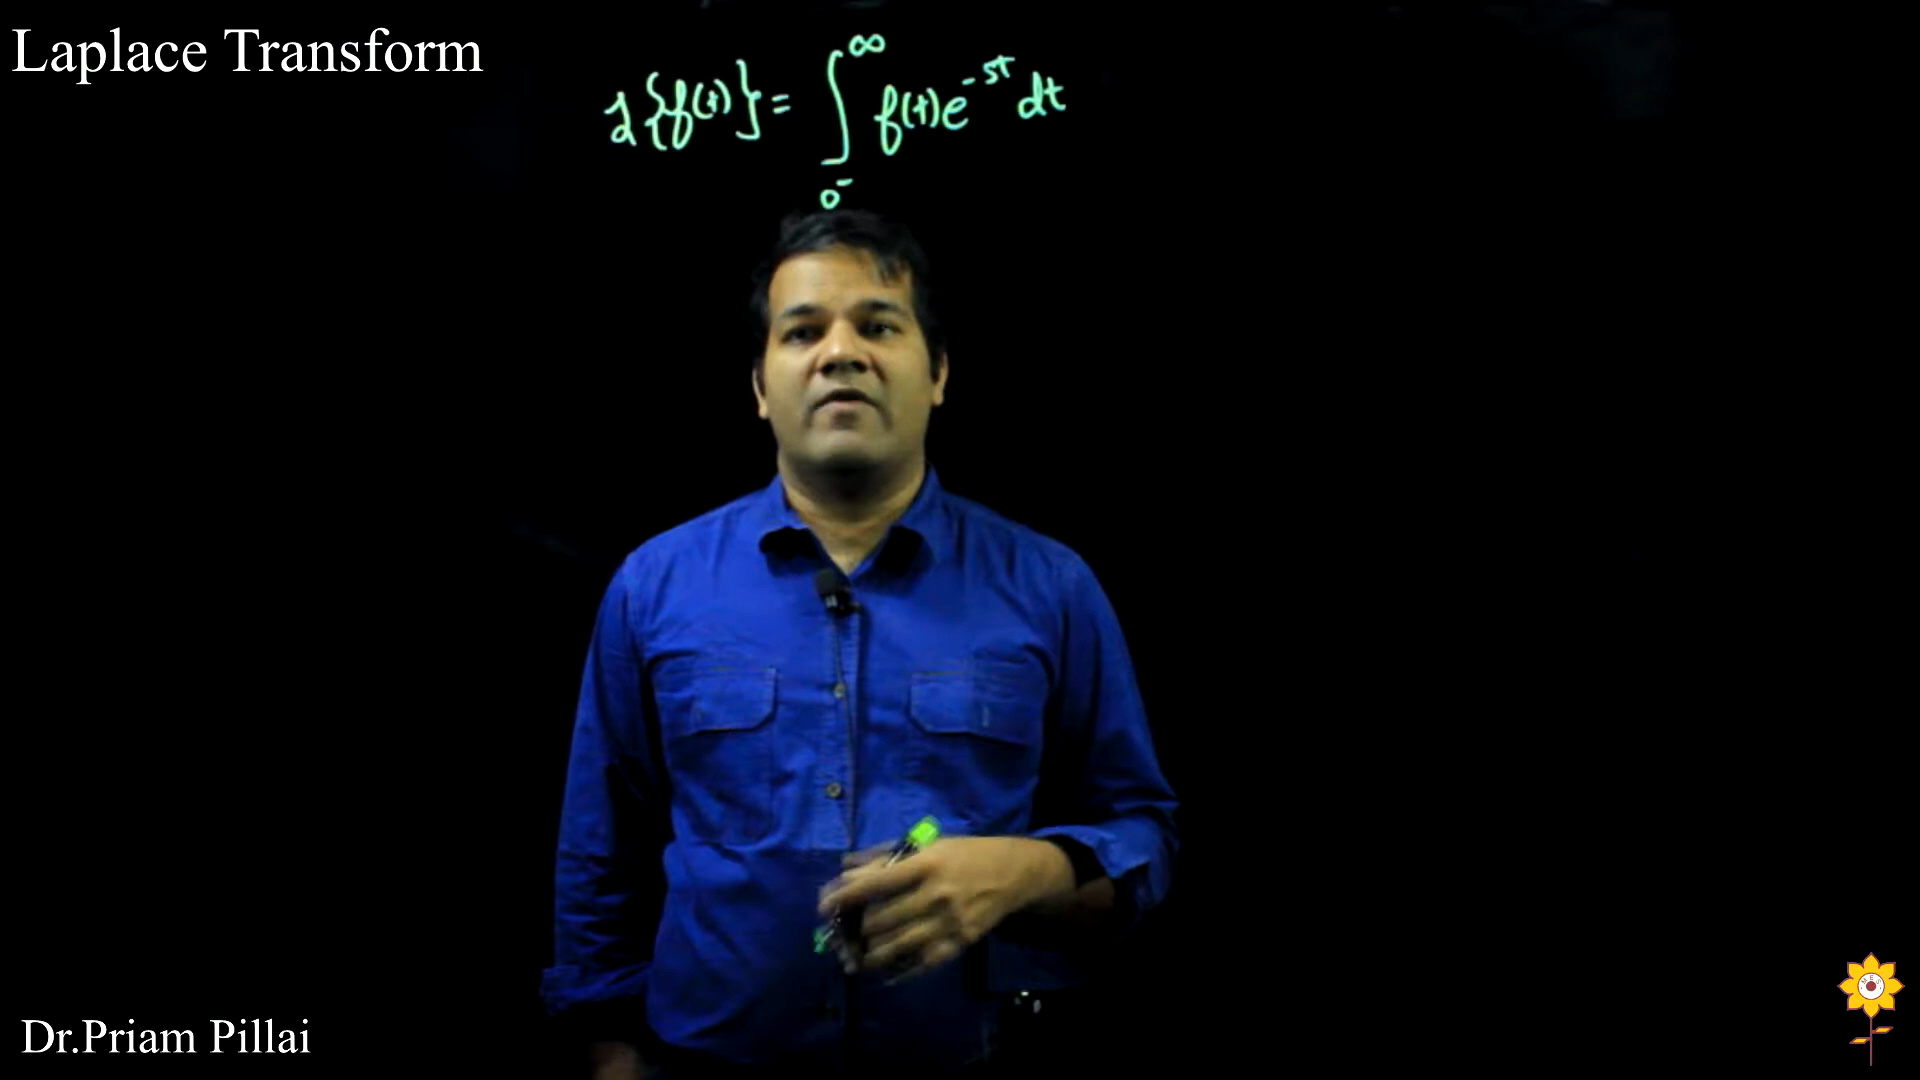 Laplace Transform
ℒ{f(t)} = ∫₀₋^∞ f(t)e^-st dt
Dr.Priam Pillai